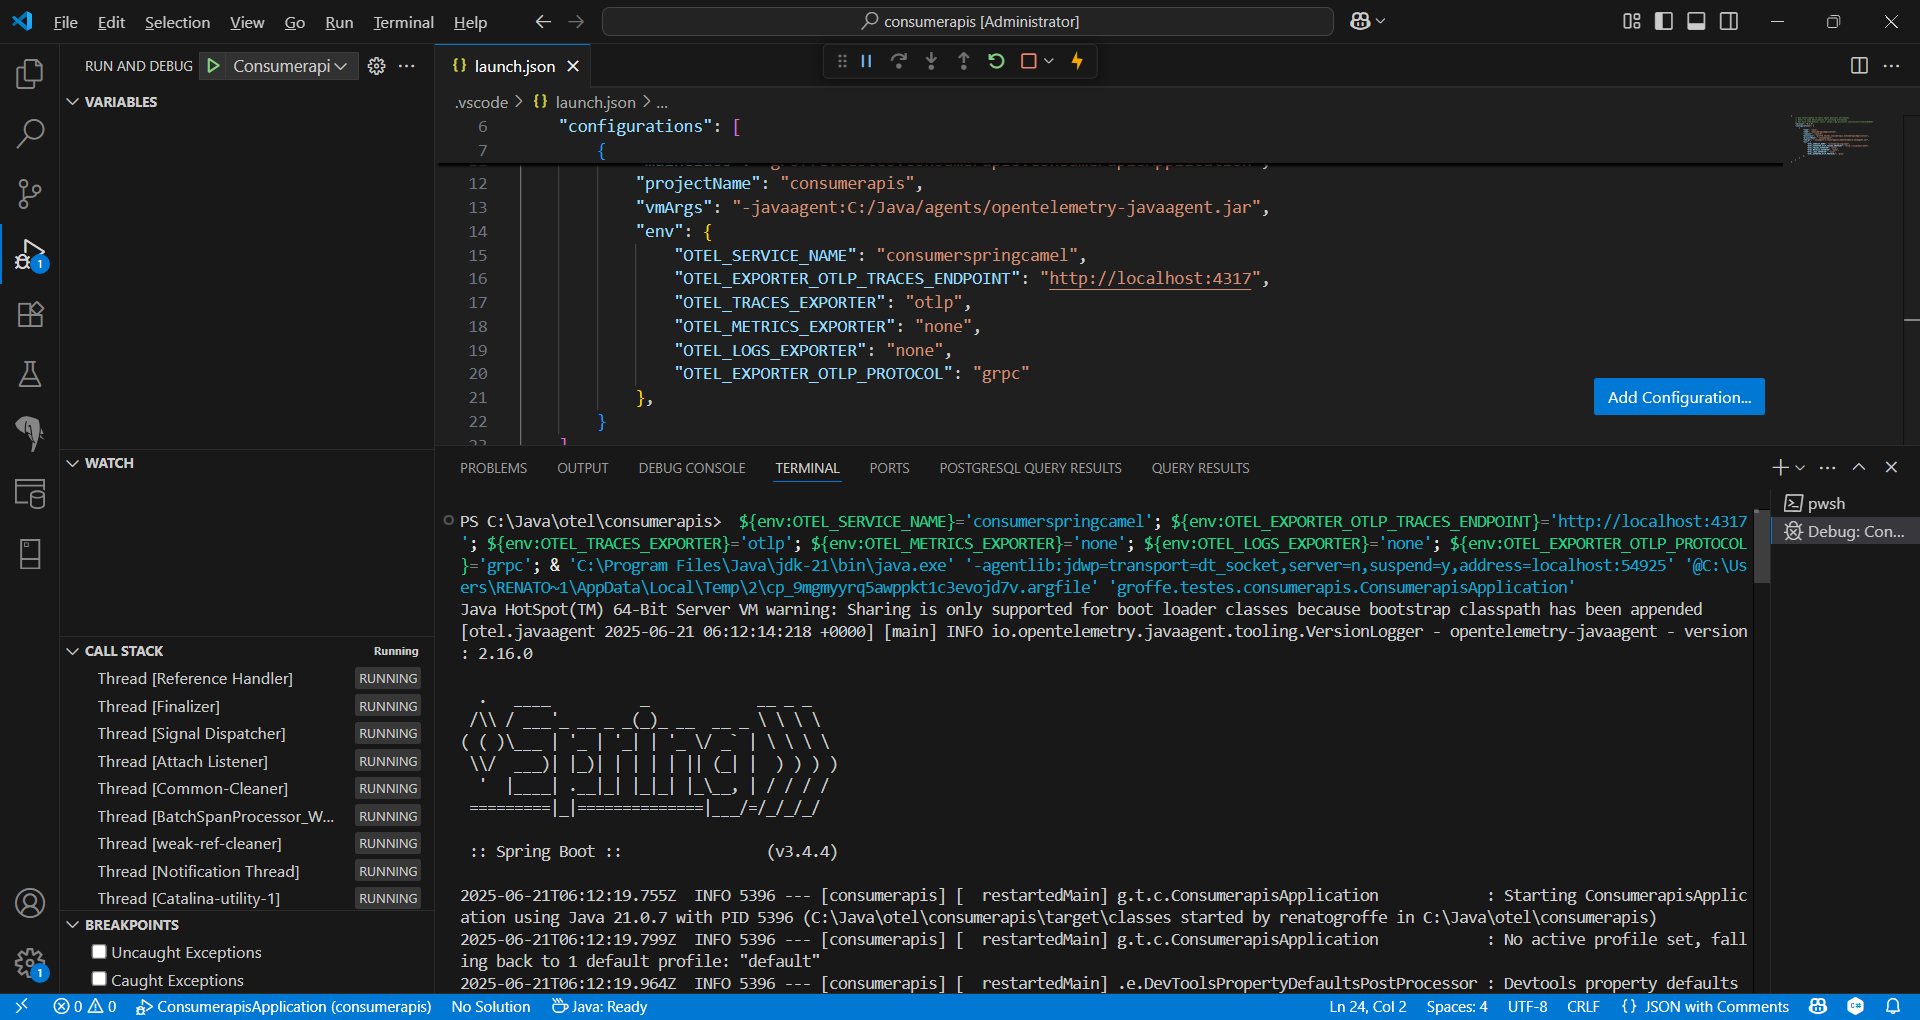 File Edit Selection View Go Run Terminal Help
consumerapis [Administrator]
RUN AND DEBUG Consumerapi
launch.json
.vscode > launch.json > ...
VARIABLES
6 "configurations": [
7 {
12 "projectName": "consumerapis",
13 "vmArgs": "-javaagent:C:/Java/agents/opentelemetry-javaagent.jar",
14 "env": {
15 "OTEL_SERVICE_NAME": "consumerspringcamel",
16 "OTEL_EXPORTER_OTLP_TRACES_ENDPOINT": "http://localhost:4317",
17 "OTEL_TRACES_EXPORTER": "otlp",
18 "OTEL_METRICS_EXPORTER": "none",
19 "OTEL_LOGS_EXPORTER": "none",
20 "OTEL_EXPORTER_OTLP_PROTOCOL": "grpc"
21 },
22 }
Add Configuration...
WATCH
CALL STACK Running
Thread [Reference Handler] RUNNING
Thread [Finalizer] RUNNING
Thread [Signal Dispatcher] RUNNING
Thread [Attach Listener] RUNNING
Thread [Common-Cleaner] RUNNING
Thread [BatchSpanProcessor_W... RUNNING
Thread [weak-ref-cleaner] RUNNING
Thread [Notification Thread] RUNNING
Thread [Catalina-utility-1] RUNNING
BREAKPOINTS
Uncaught Exceptions
Caught Exceptions
1
1
PROBLEMS OUTPUT DEBUG CONSOLE TERMINAL PORTS POSTGRESQL QUERY RESULTS QUERY RESULTS
pwsh
Debug: Con...
PS C:\Java\otel\consumerapis> ${env:OTEL_SERVICE_NAME}='consumerspringcamel'; ${env:OTEL_EXPORTER_OTLP_TRACES_ENDPOINT}='http://localhost:4317
'; ${env:OTEL_TRACES_EXPORTER}='otlp'; ${env:OTEL_METRICS_EXPORTER}='none'; ${env:OTEL_LOGS_EXPORTER}='none'; ${env:OTEL_EXPORTER_OTLP_PROTOCOL
}='grpc'; & 'C:\Program Files\Java\jdk-21\bin\java.exe' '-agentlib:jdwp=transport=dt_socket,server=n,suspend=y,address=localhost:54925' '@C:\Us
ers\RENATO~1\AppData\Local\Temp\2\cp_9mgmyyrq5awppkt1c3evojd7v.argfile' 'groffe.testes.consumerapis.ConsumerapisApplication'
Java HotSpot(TM) 64-Bit Server VM warning: Sharing is only supported for boot loader classes because bootstrap classpath has been appended
[otel.javaagent 2025-06-21 06:12:14:218 +0000] [main] INFO io.opentelemetry.javaagent.tooling.VersionLogger - opentelemetry-javaagent - version
: 2.16.0
Spring
:: Spring Boot :: (v3.4.4)
2025-06-21T06:12:19.755Z INFO 5396 --- [consumerapis] [ restartedMain] g.t.c.ConsumerapisApplication : Starting ConsumerapisApplic
ation using Java 21.0.7 with PID 5396 (C:\Java\otel\consumerapis\target\classes started by renatogroffe in C:\Java\otel\consumerapis)
2025-06-21T06:12:19.799Z INFO 5396 --- [consumerapis] [ restartedMain] g.t.c.ConsumerapisApplication : No active profile set, fall
ing back to 1 default profile: "default"
2025-06-21T06:12:19.964Z INFO 5396 --- [consumerapis] [ restartedMain] .e.DevToolsPropertyDefaultsPostProcessor : Devtools property defaults
0 0 ConsumerapisApplication (consumerapis) No Solution Java: Ready Ln 24, Col 2 Spaces: 4 UTF-8 CRLF {} JSON with Comments